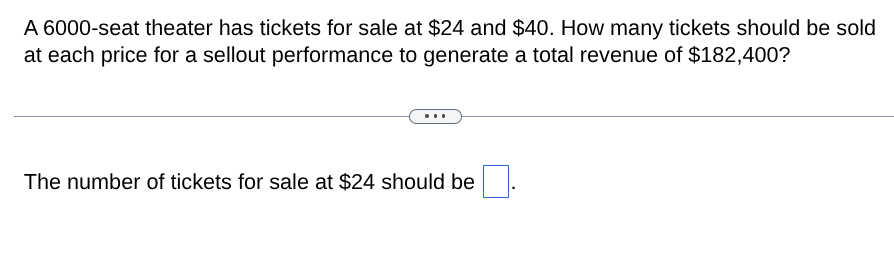 A 6000-seat theater has tickets for sale at $24 and $40. How many tickets should be sold
at each price for a sellout performance to generate a total revenue of $182,400?
The number of tickets for sale at $24 should be .